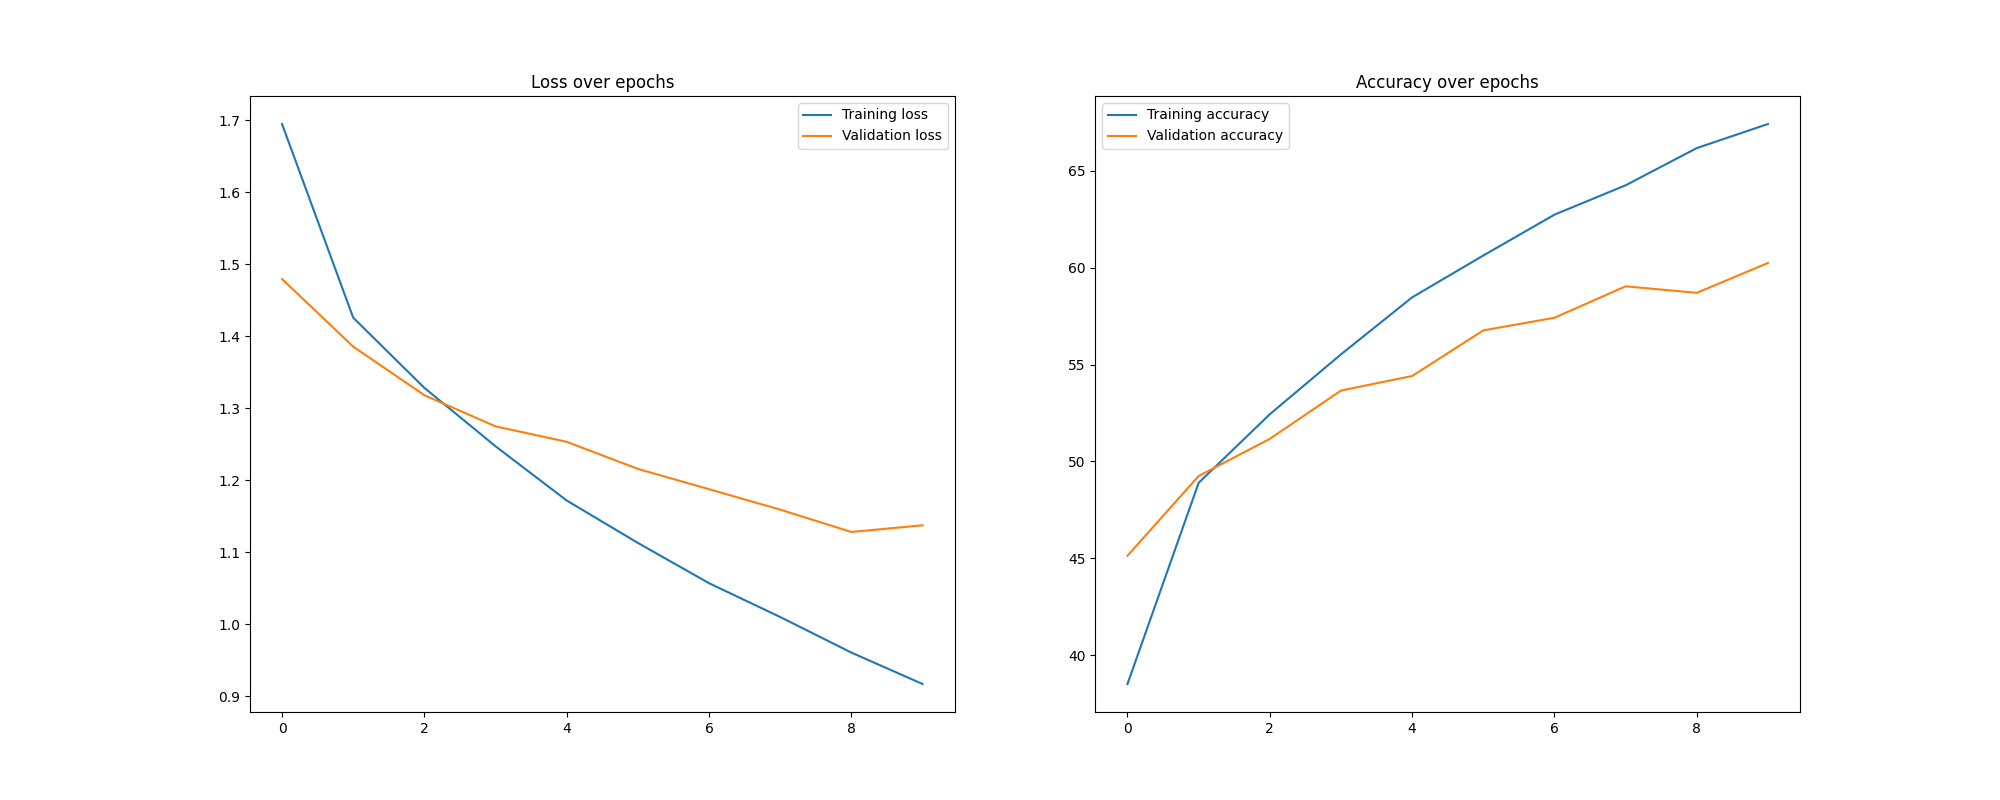 Loss over epochs
Training loss
Validation loss
1.7
1.6
1.5
1.4
1.3
1.2
1.1
1.0
0.9
0 2 4 6 8
Accuracy over epochs
Training accuracy
Validation accuracy
65
60
55
50
45
40
0 2 4 6 8